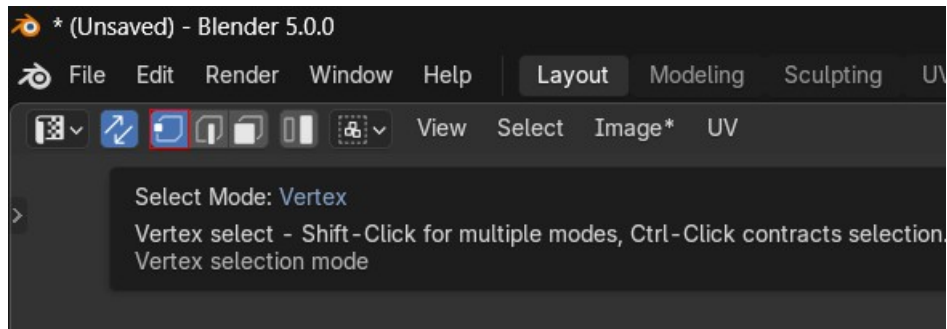 * (Unsaved) - Blender 5.0.0
File Edit Render Window Help Layout Modeling Sculpting UV
View Select Image* UV
Select Mode: Vertex
Vertex select - Shift-Click for multiple modes, Ctrl-Click contracts selection.
Vertex selection mode